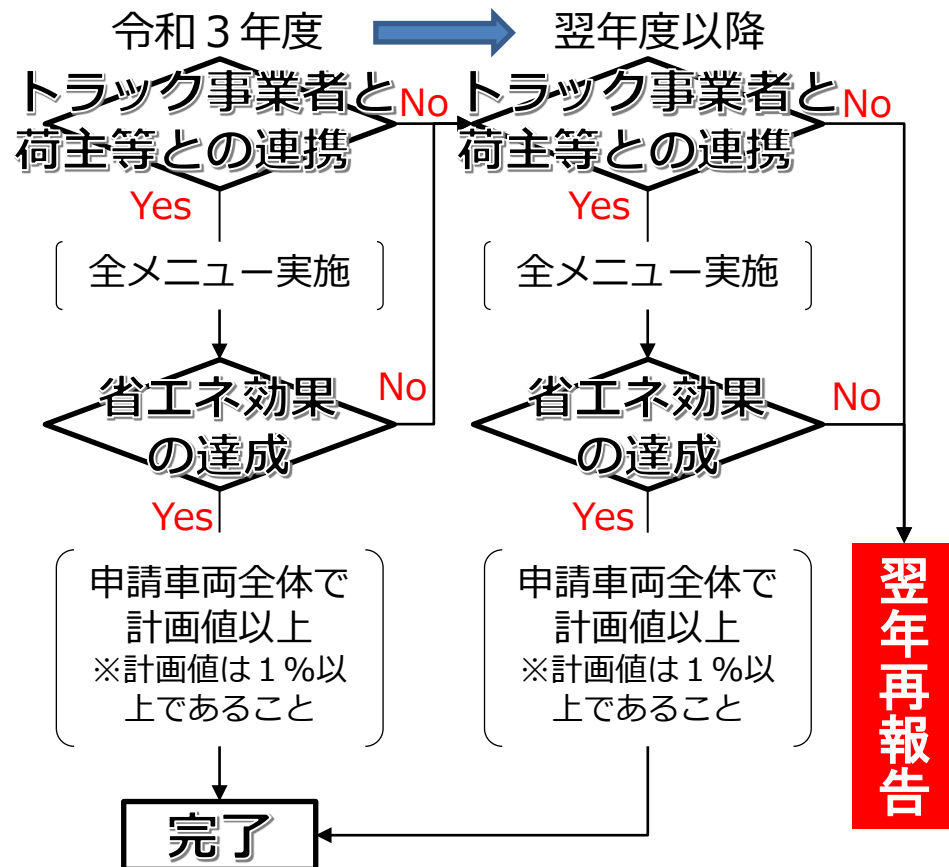 令和３年度
翌年度以降
トラック事業者と
荷主等との連携
No
Yes
全メニュー実施
省エネ効果
の達成
No
Yes
申請車両全体で
計画値以上
※計画値は１%以
上であること
完了
トラック事業者と
荷主等との連携
No
Yes
全メニュー実施
省エネ効果
の達成
No
Yes
申請車両全体で
計画値以上
※計画値は１%以
上であること
翌年再報告